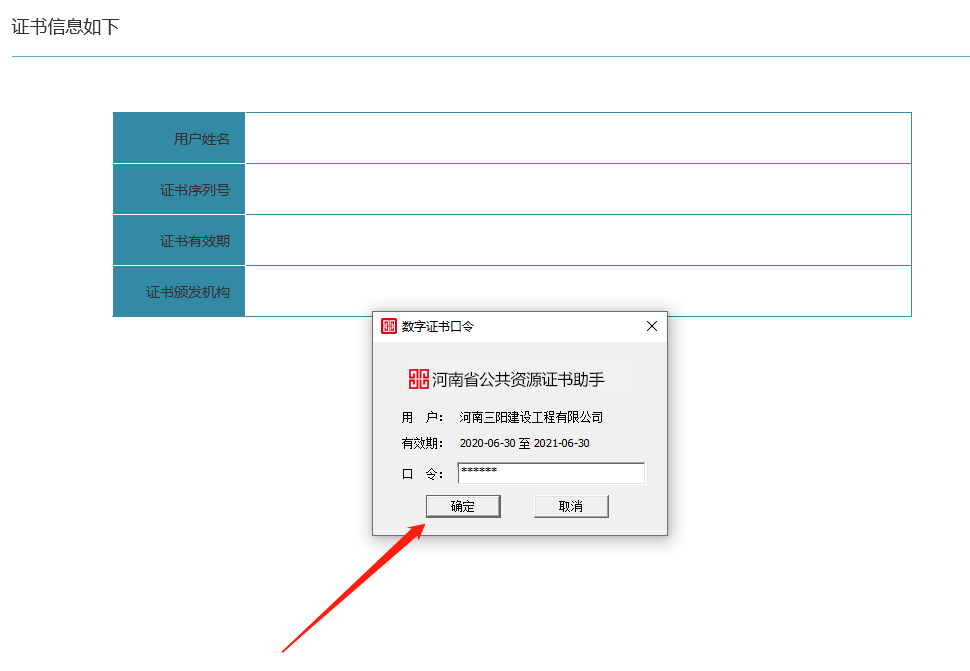 证书信息如下
用户姓名
证书序列号
证书有效期
证书颁发机构
数字证书口令
河南省公共资源证书助手
用 户： 河南三阳建设工程有限公司
有效期： 2020-06-30 至 2021-06-30
口 令： ******
确定 取消